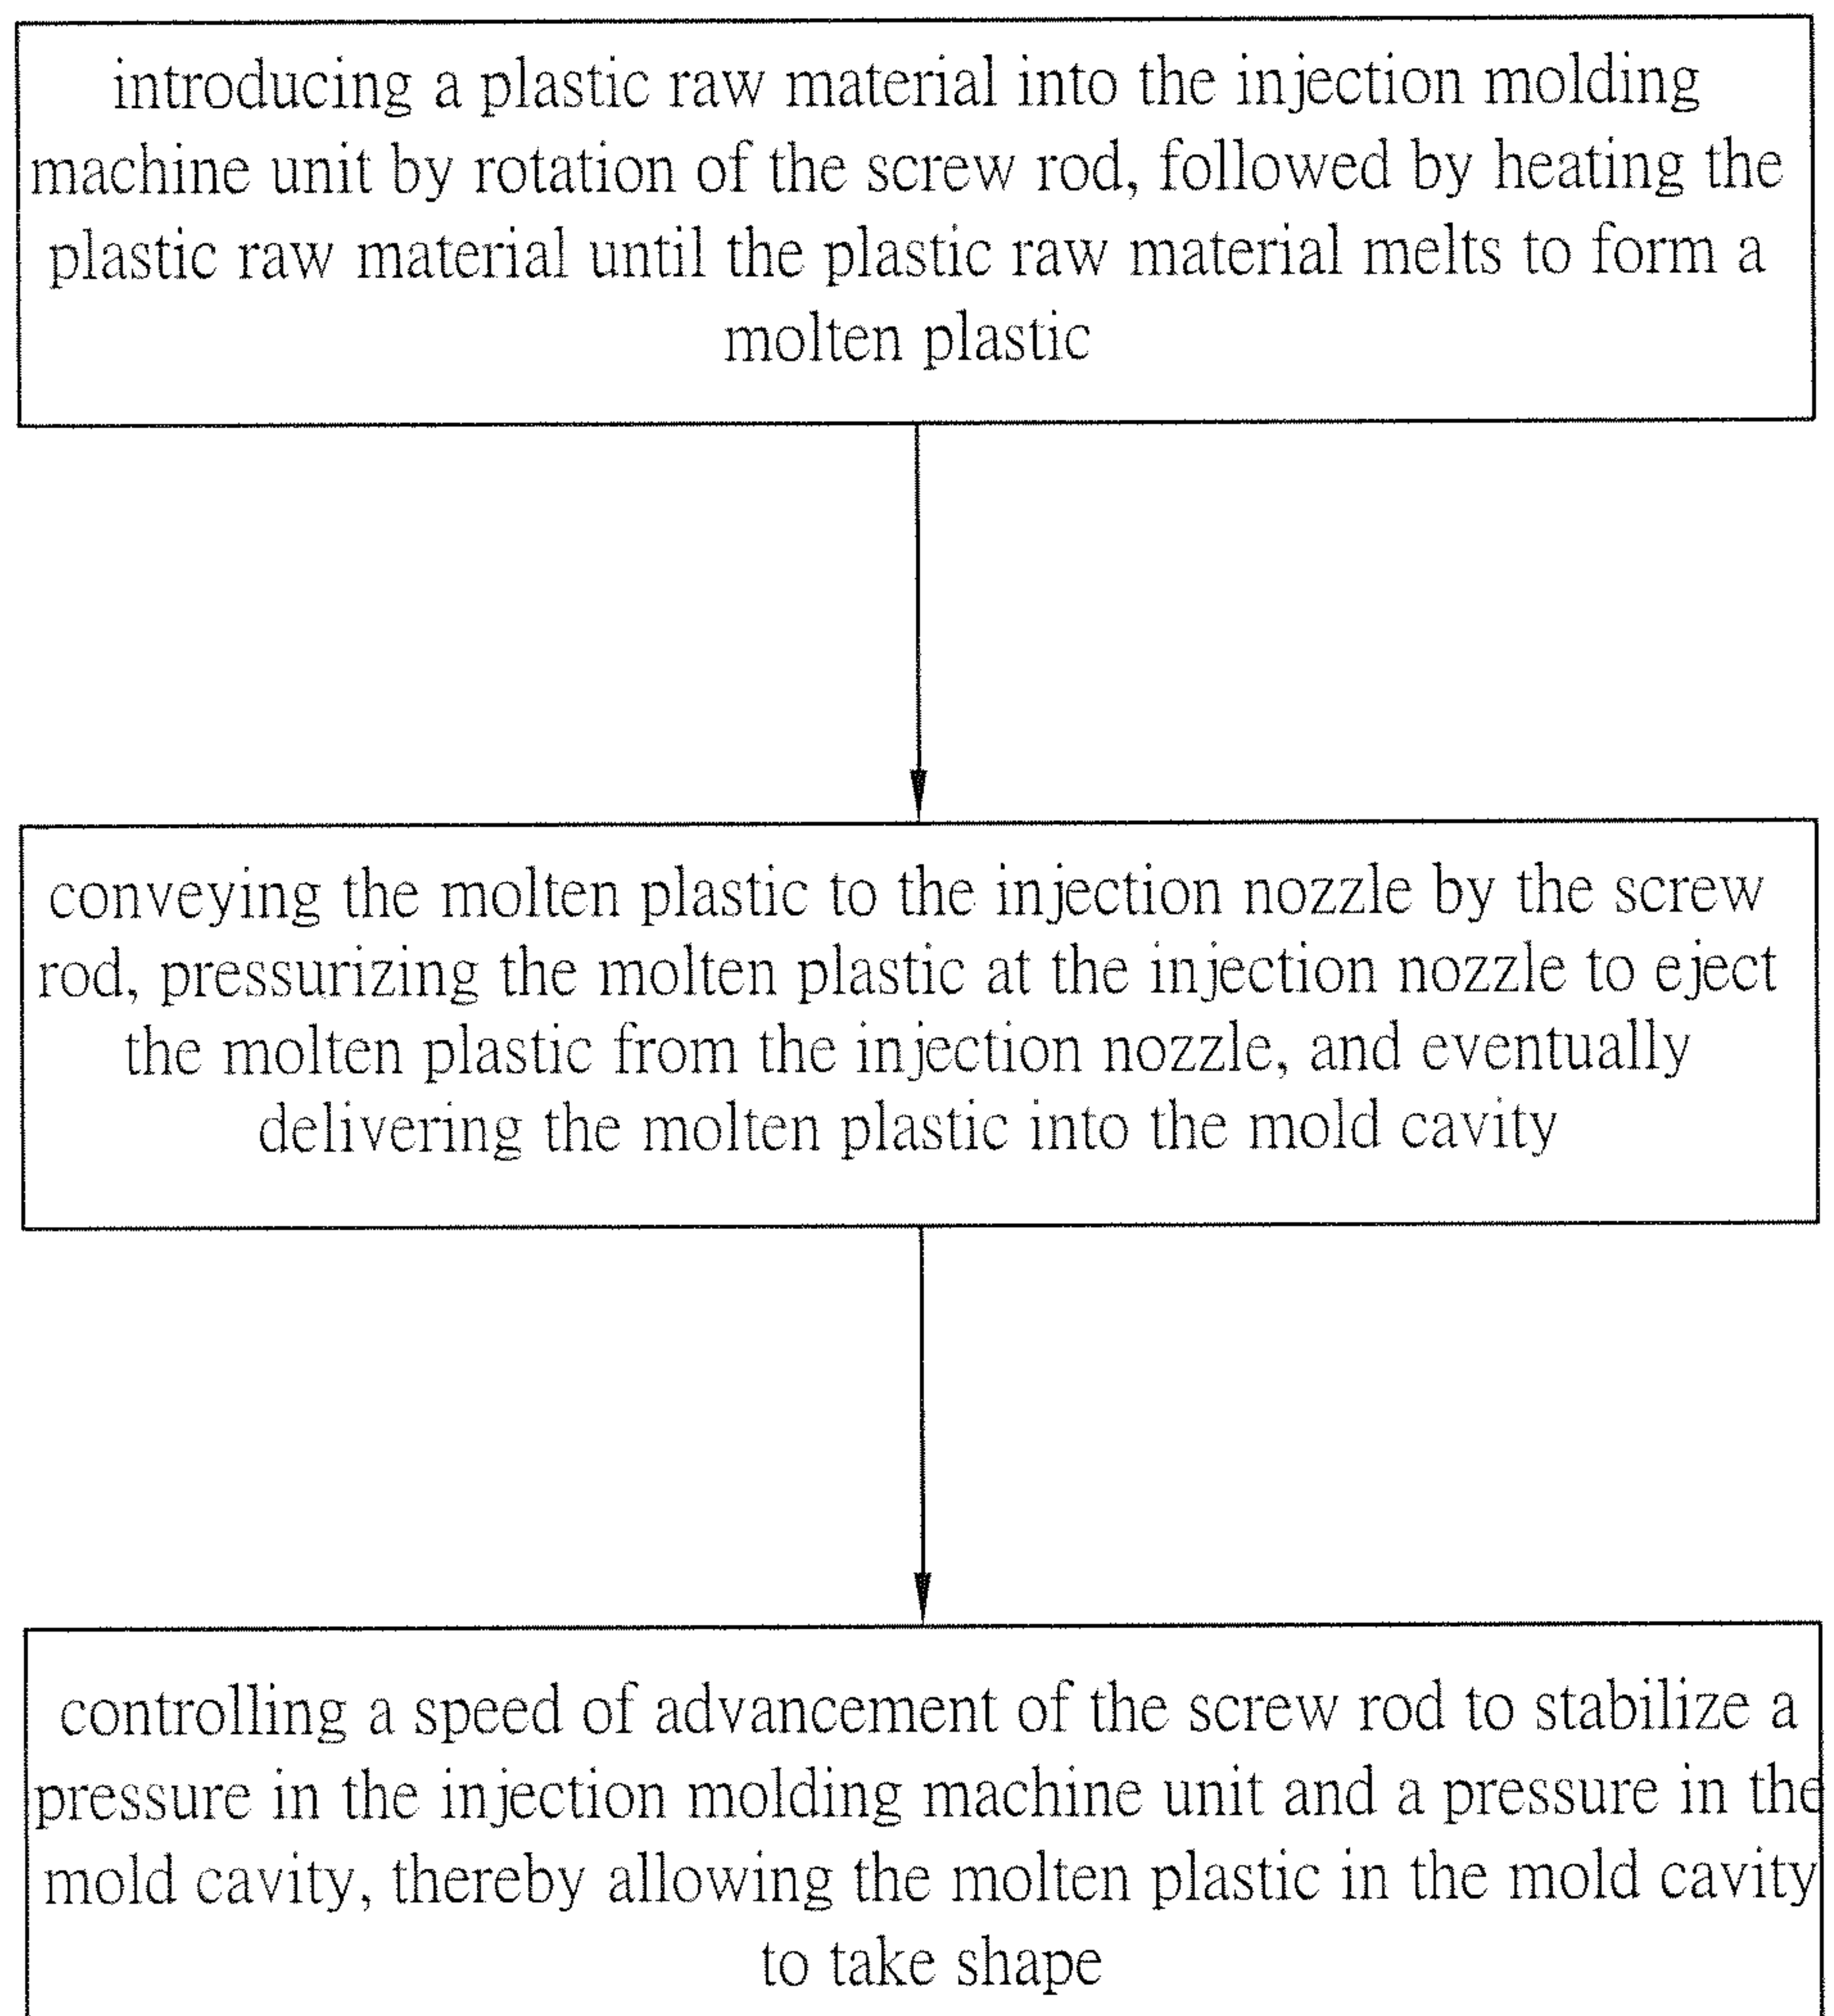 introducing a plastic raw material into the injection molding
machine unit by rotation of the screw rod, followed by heating the
plastic raw material until the plastic raw material melts to form a
molten plastic
conveying the molten plastic to the injection nozzle by the screw
rod, pressurizing the molten plastic at the injection nozzle to eject
the molten plastic from the injection nozzle, and eventually
delivering the molten plastic into the mold cavity
controlling a speed of advancement of the screw rod to stabilize a
pressure in the injection molding machine unit and a pressure in the
mold cavity, thereby allowing the molten plastic in the mold cavity
to take shape